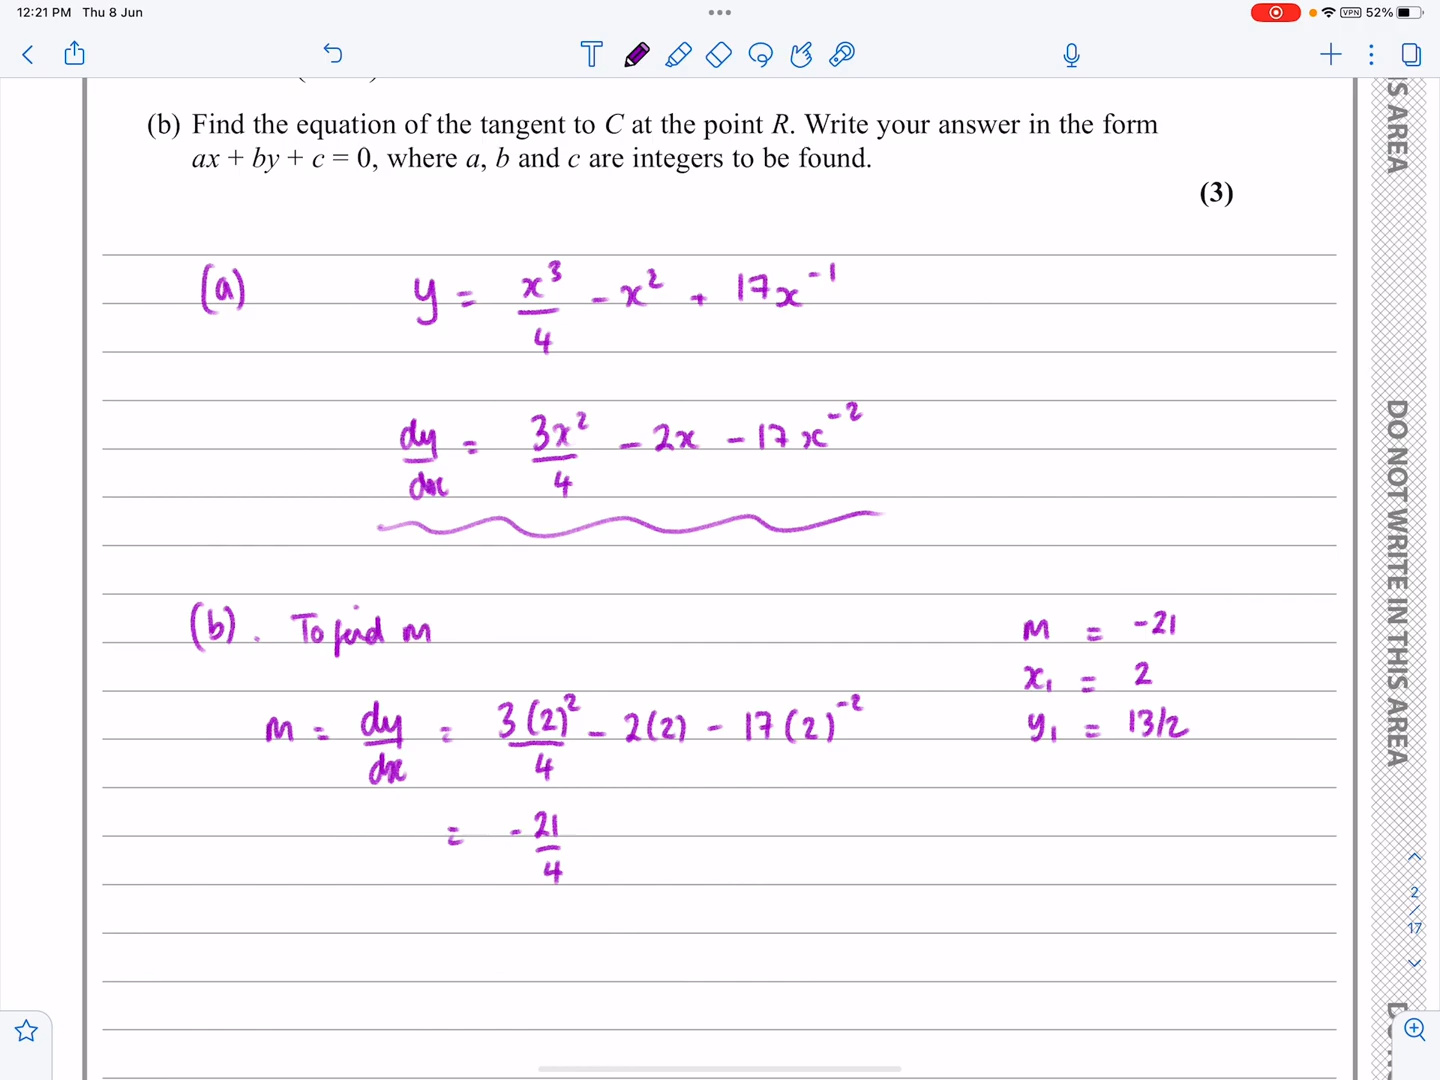 12:21 PM Thu 8 Jun
VPN 52%
(b) Find the equation of the tangent to C at the point R. Write your answer in the form
ax + by + c = 0, where a, b and c are integers to be found.
(3)
(a) y = x³/4 - x² + 17x⁻¹
dy/dx = 3x²/4 - 2x - 17x⁻²
(b). To find m
m = dy/dx = 3(2)²/4 - 2(2) - 17(2)⁻²
= -21/4
m = -21
x₁ = 2
y₁ = 13/2
IS AREA
DO NOT WRITE IN THIS AREA
2
/
17